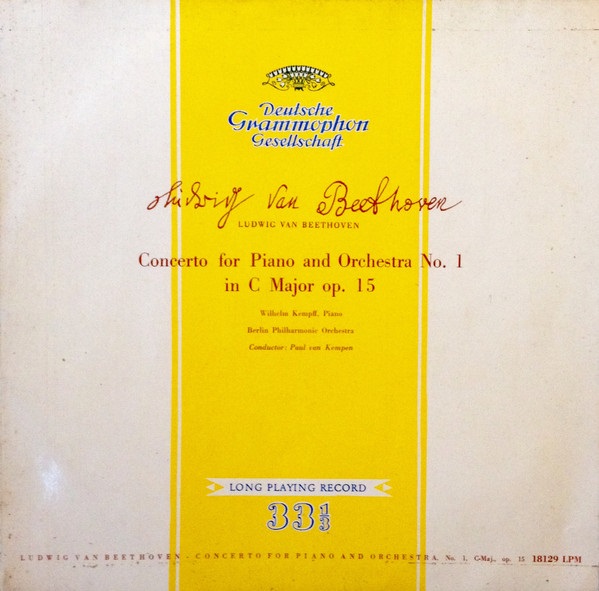 Deutsche
Grammophon
Gesellschaft
Ludwig van Beethoven
LUDWIG VAN BEETHOVEN
Concerto for Piano and Orchestra No. 1
in C Major op. 15
Wilhelm Kempff, Piano
Berlin Philharmonic Orchestra
Conductor: Paul van Kempen
LONG PLAYING RECORD
33 1/3
LUDWIG VAN BEETHOVEN - CONCERTO FOR PIANO AND ORCHESTRA, No. 1, C-Maj., op. 15 18129 LPM